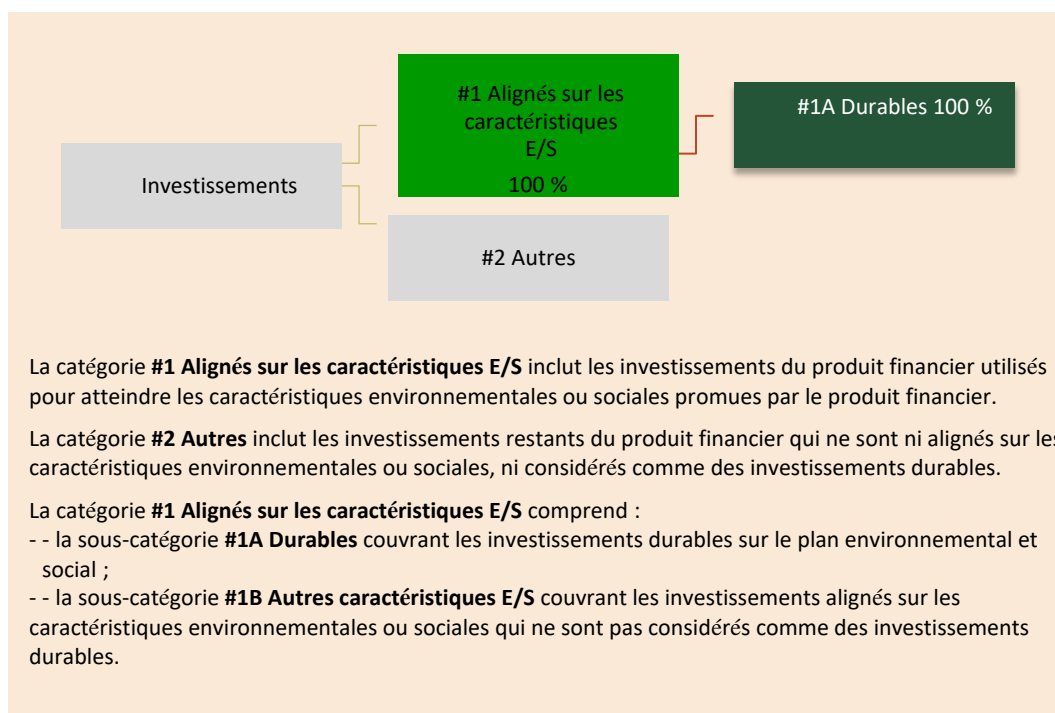 #1 Alignés sur les
caractéristiques
E/S
100 %
#1A Durables 100 %
Investissements
#2 Autres
La catégorie #1 Alignés sur les caractéristiques E/S inclut les investissements du produit financier utilisés
pour atteindre les caractéristiques environnementales ou sociales promues par le produit financier.
La catégorie #2 Autres inclut les investissements restants du produit financier qui ne sont ni alignés sur les
caractéristiques environnementales ou sociales, ni considérés comme des investissements durables.
La catégorie #1 Alignés sur les caractéristiques E/S comprend :
- - la sous-catégorie #1A Durables couvrant les investissements durables sur le plan environnemental et
social ;
- - la sous-catégorie #1B Autres caractéristiques E/S couvrant les investissements alignés sur les
caractéristiques environnementales ou sociales qui ne sont pas considérés comme des investissements
durables.